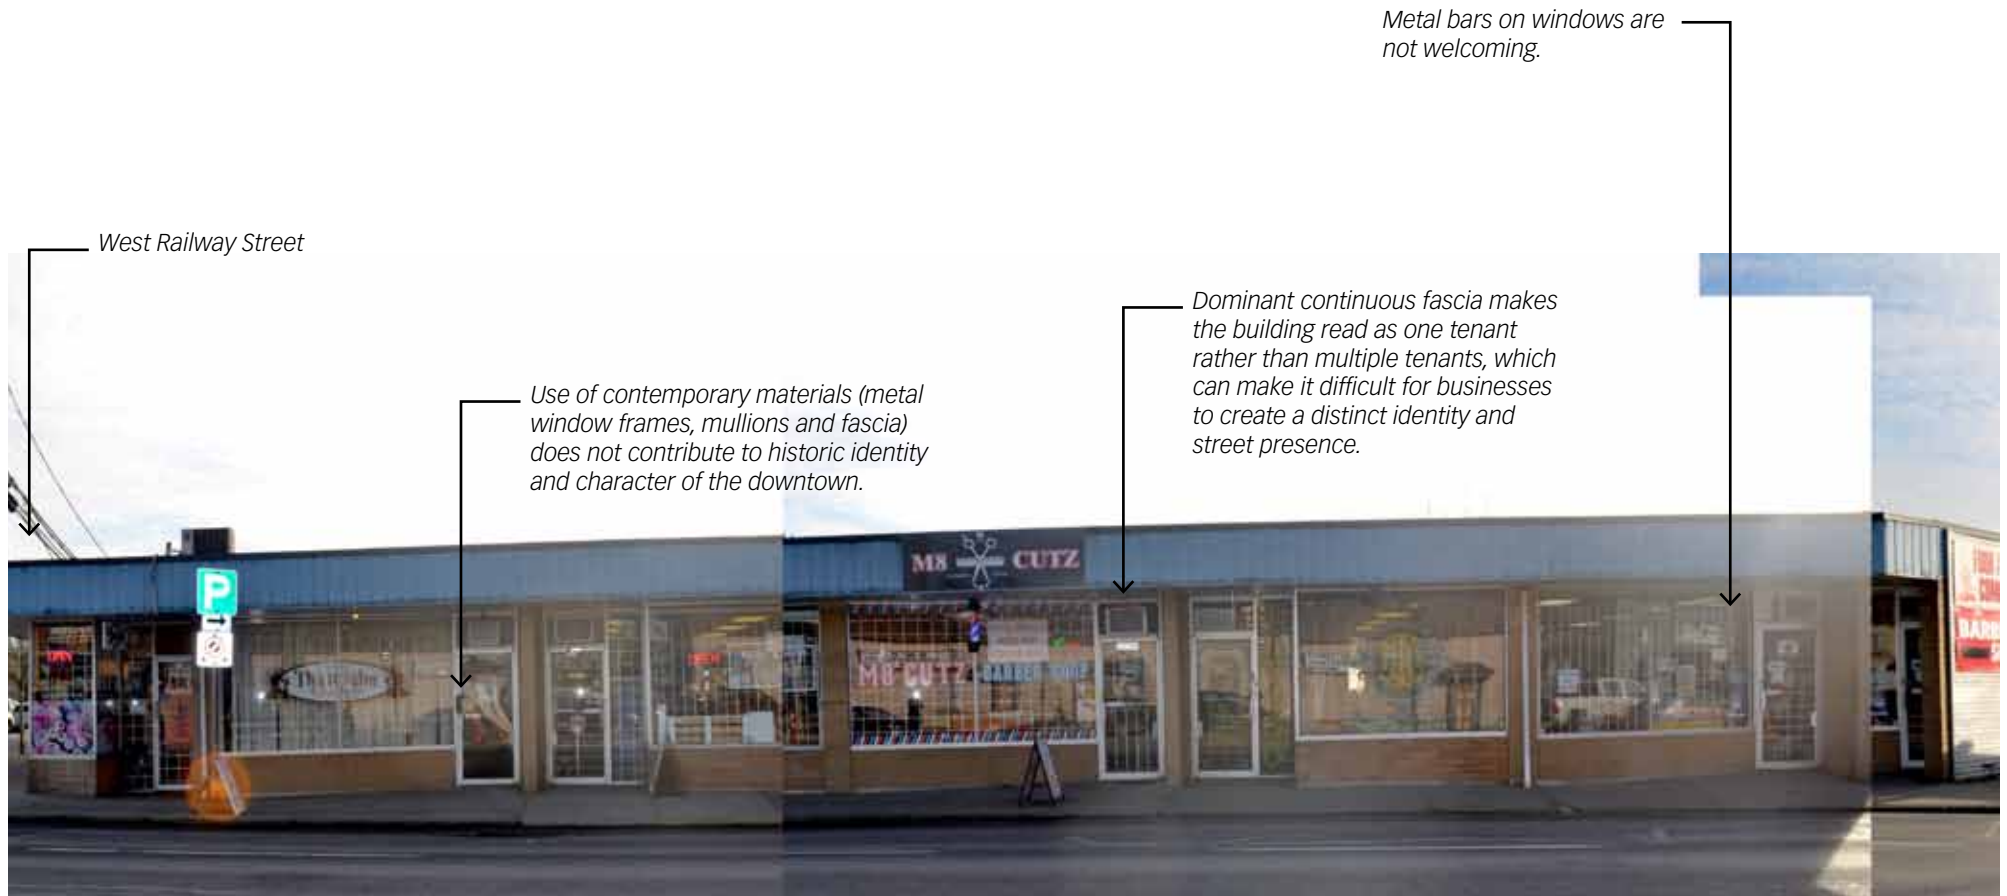 Metal bars on windows are
not welcoming.
West Railway Street
Dominant continuous fascia makes
the building read as one tenant
rather than multiple tenants, which
can make it difficult for businesses
to create a distinct identity and
street presence.
Use of contemporary materials (metal
window frames, mullions and fascia)
does not contribute to historic identity
and character of the downtown.
M8 CUTZ
P
OPEN
M8 CUTZ BARBER